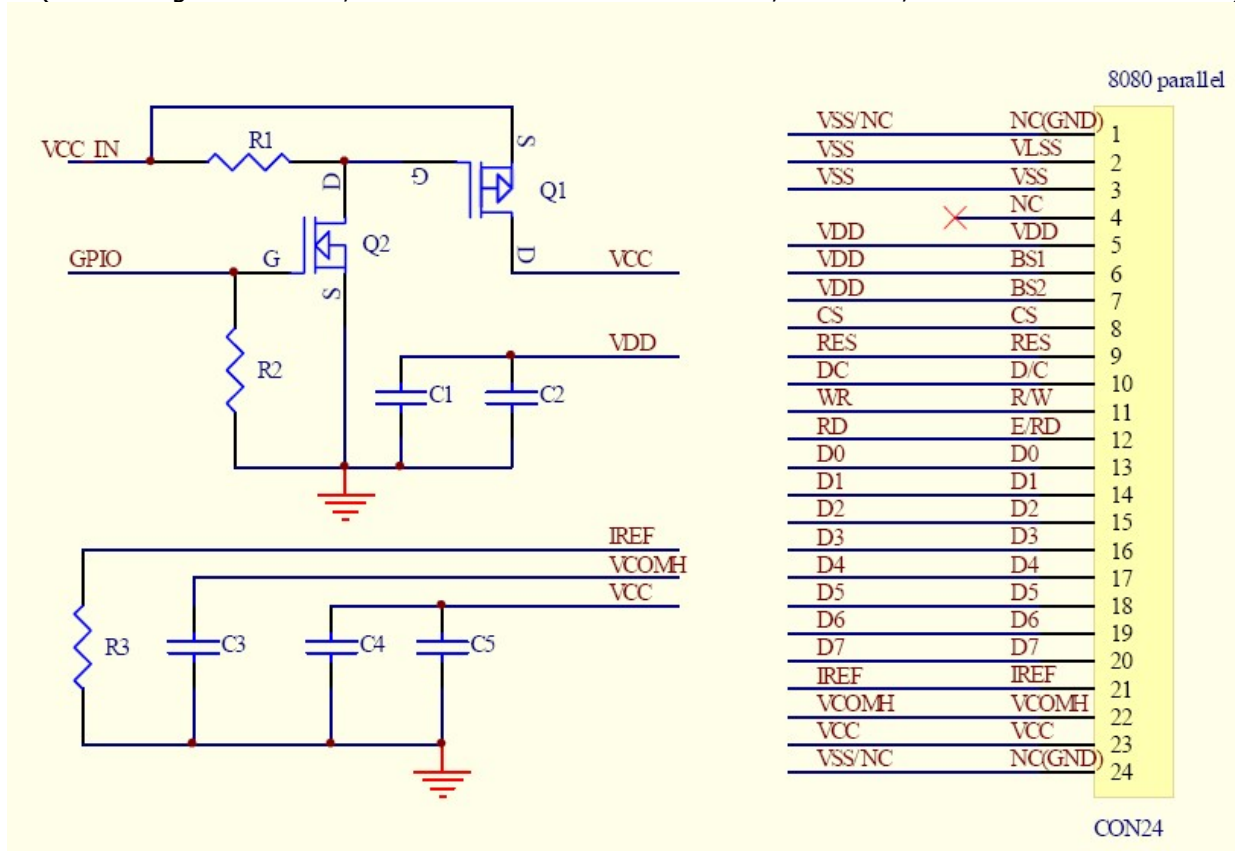 8080 parallel
VCC_IN
R1
S
D
G
Q1
Q2
GPIO
G
D
VCC
S
R2
VDD
C1
C2
IREF
VCOMH
VCC
R3
C3
C4
C5
VSS/NC NC(GND) 1
VSS VLSS 2
VSS VSS 3
NC 4
VDD VDD 5
VDD BS1 6
VDD BS2 7
CS CS 8
RES RES 9
DC D/C 10
WR R/W 11
RD E/RD 12
D0 D0 13
D1 D1 14
D2 D2 15
D3 D3 16
D4 D4 17
D5 D5 18
D6 D6 19
D7 D7 20
IREF IREF 21
VCOMH VCOMH 22
VCC VCC 23
VSS/NC NC(GND) 24
CON24